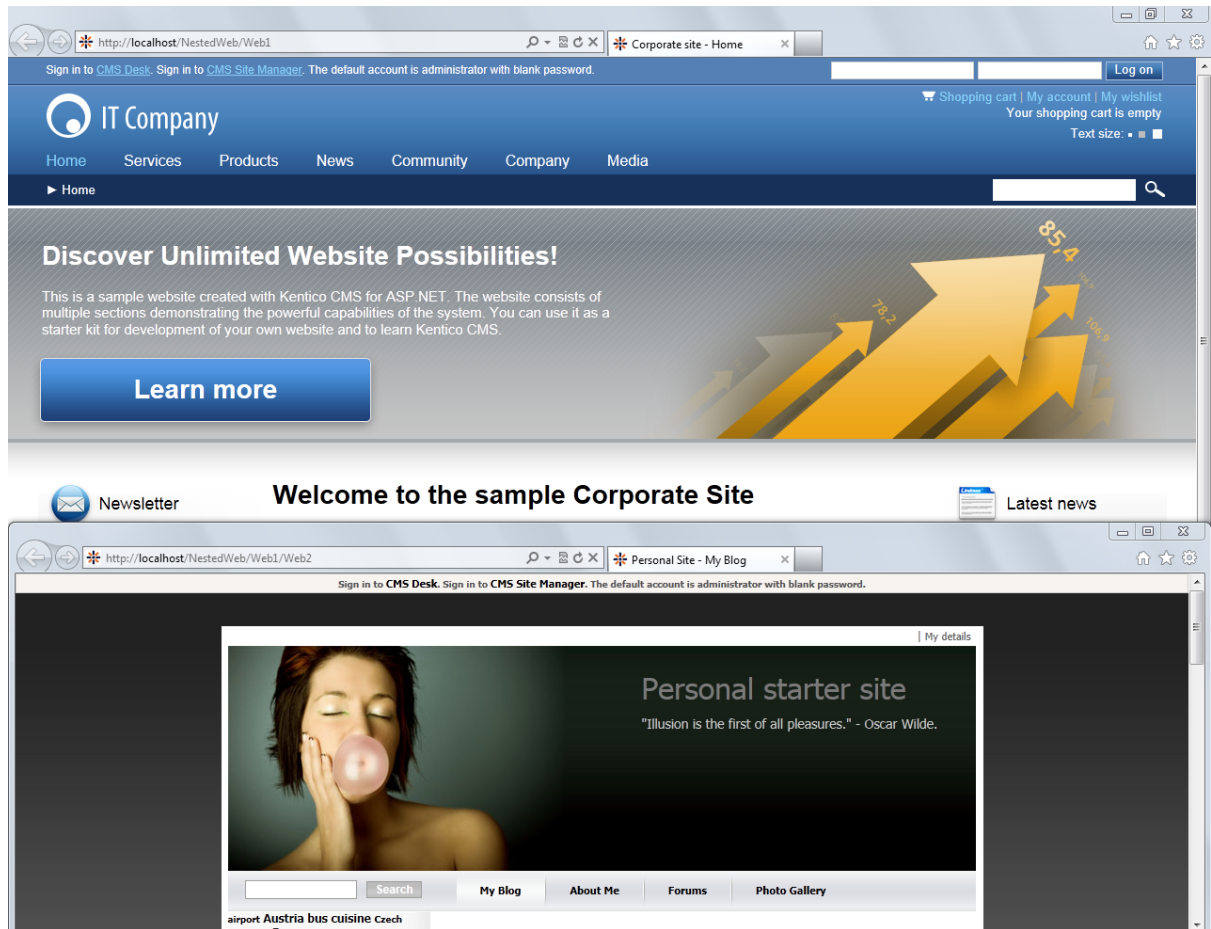 http://localhost/NestedWeb/Web1
Corporate site - Home
Sign in to CMS Desk. Sign in to CMS Site Manager. The default account is administrator with blank password.
Log on
IT Company
Shopping cart | My account | My wishlist
Your shopping cart is empty
Text size:
Home Services Products News Community Company Media
► Home
Discover Unlimited Website Possibilities!
This is a sample website created with Kentico CMS for ASP.NET. The website consists of
multiple sections demonstrating the powerful capabilities of the system. You can use it as a
starter kit for development of your own website and to learn Kentico CMS.
Learn more
85,4
78,2
106,9
Newsletter
Welcome to the sample Corporate Site
Latest news
http://localhost/NestedWeb/Web1/Web2
Personal Site - My Blog
Sign in to CMS Desk. Sign in to CMS Site Manager. The default account is administrator with blank password.
| My details
Personal starter site
"Illusion is the first of all pleasures." - Oscar Wilde.
Search
My Blog About Me Forums Photo Gallery
airport Austria bus cuisine Czech